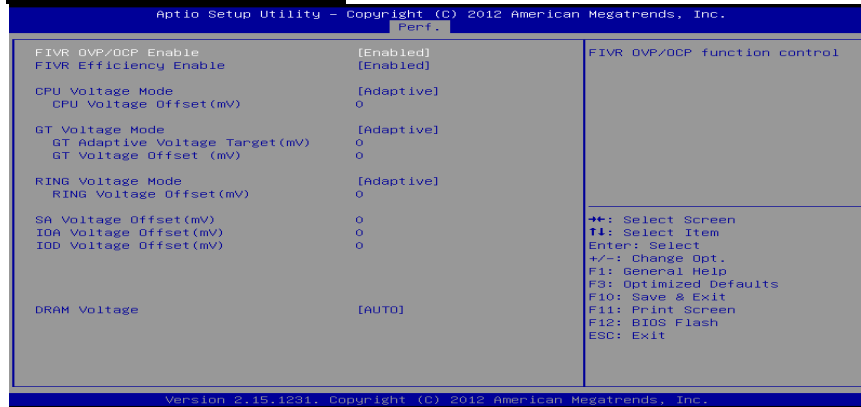 Aptio Setup Utility – Copyright (C) 2012 American Megatrends, Inc.
Perf.
FIVR OVP/OCP Enable [Enabled]
FIVR Efficiency Enable [Enabled]
CPU Voltage Mode [Adaptive]
CPU Voltage Offset(mV) 0
GT Voltage Mode [Adaptive]
GT Adaptive Voltage Target(mV) 0
GT Voltage Offset (mV) 0
RING Voltage Mode [Adaptive]
RING Voltage Offset(mV) 0
SA Voltage Offset(mV) 0
IOA Voltage Offset(mV) 0
IOD Voltage Offset(mV) 0
DRAM Voltage [AUTO]
FIVR OVP/OCP function control
→←: Select Screen
↑↓: Select Item
Enter: Select
+/-: Change Opt.
F1: General Help
F3: Optimized Defaults
F10: Save & Exit
F11: Print Screen
F12: BIOS Flash
ESC: Exit
Version 2.15.1231. Copyright (C) 2012 American Megatrends, Inc.